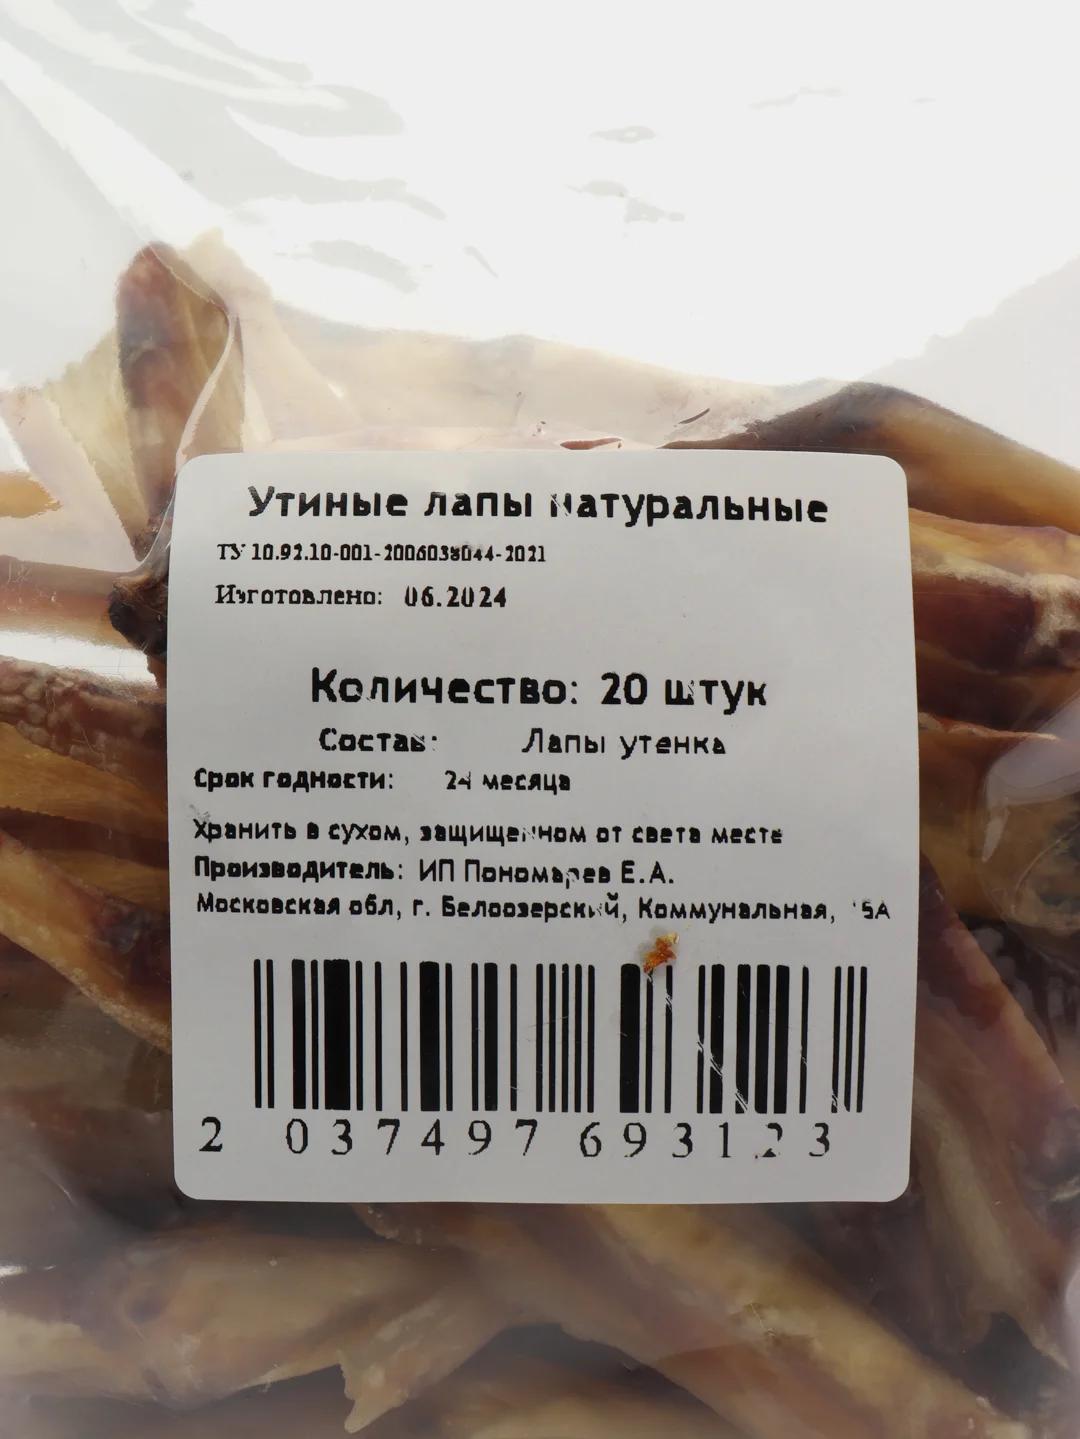 Утиные лапы натуральные
ТУ 10.92.10-001-2006038044-2021
Изготовлено: 06.2024
Количество: 20 штук
Состав: Лапы утенка
Срок годности: 24 месяца
Хранить в сухом, защищенном от света месте
Производитель: ИП Пономарев Е.А.
Московская обл, г. Белоозерский, Коммунальная,
2 037497 693123